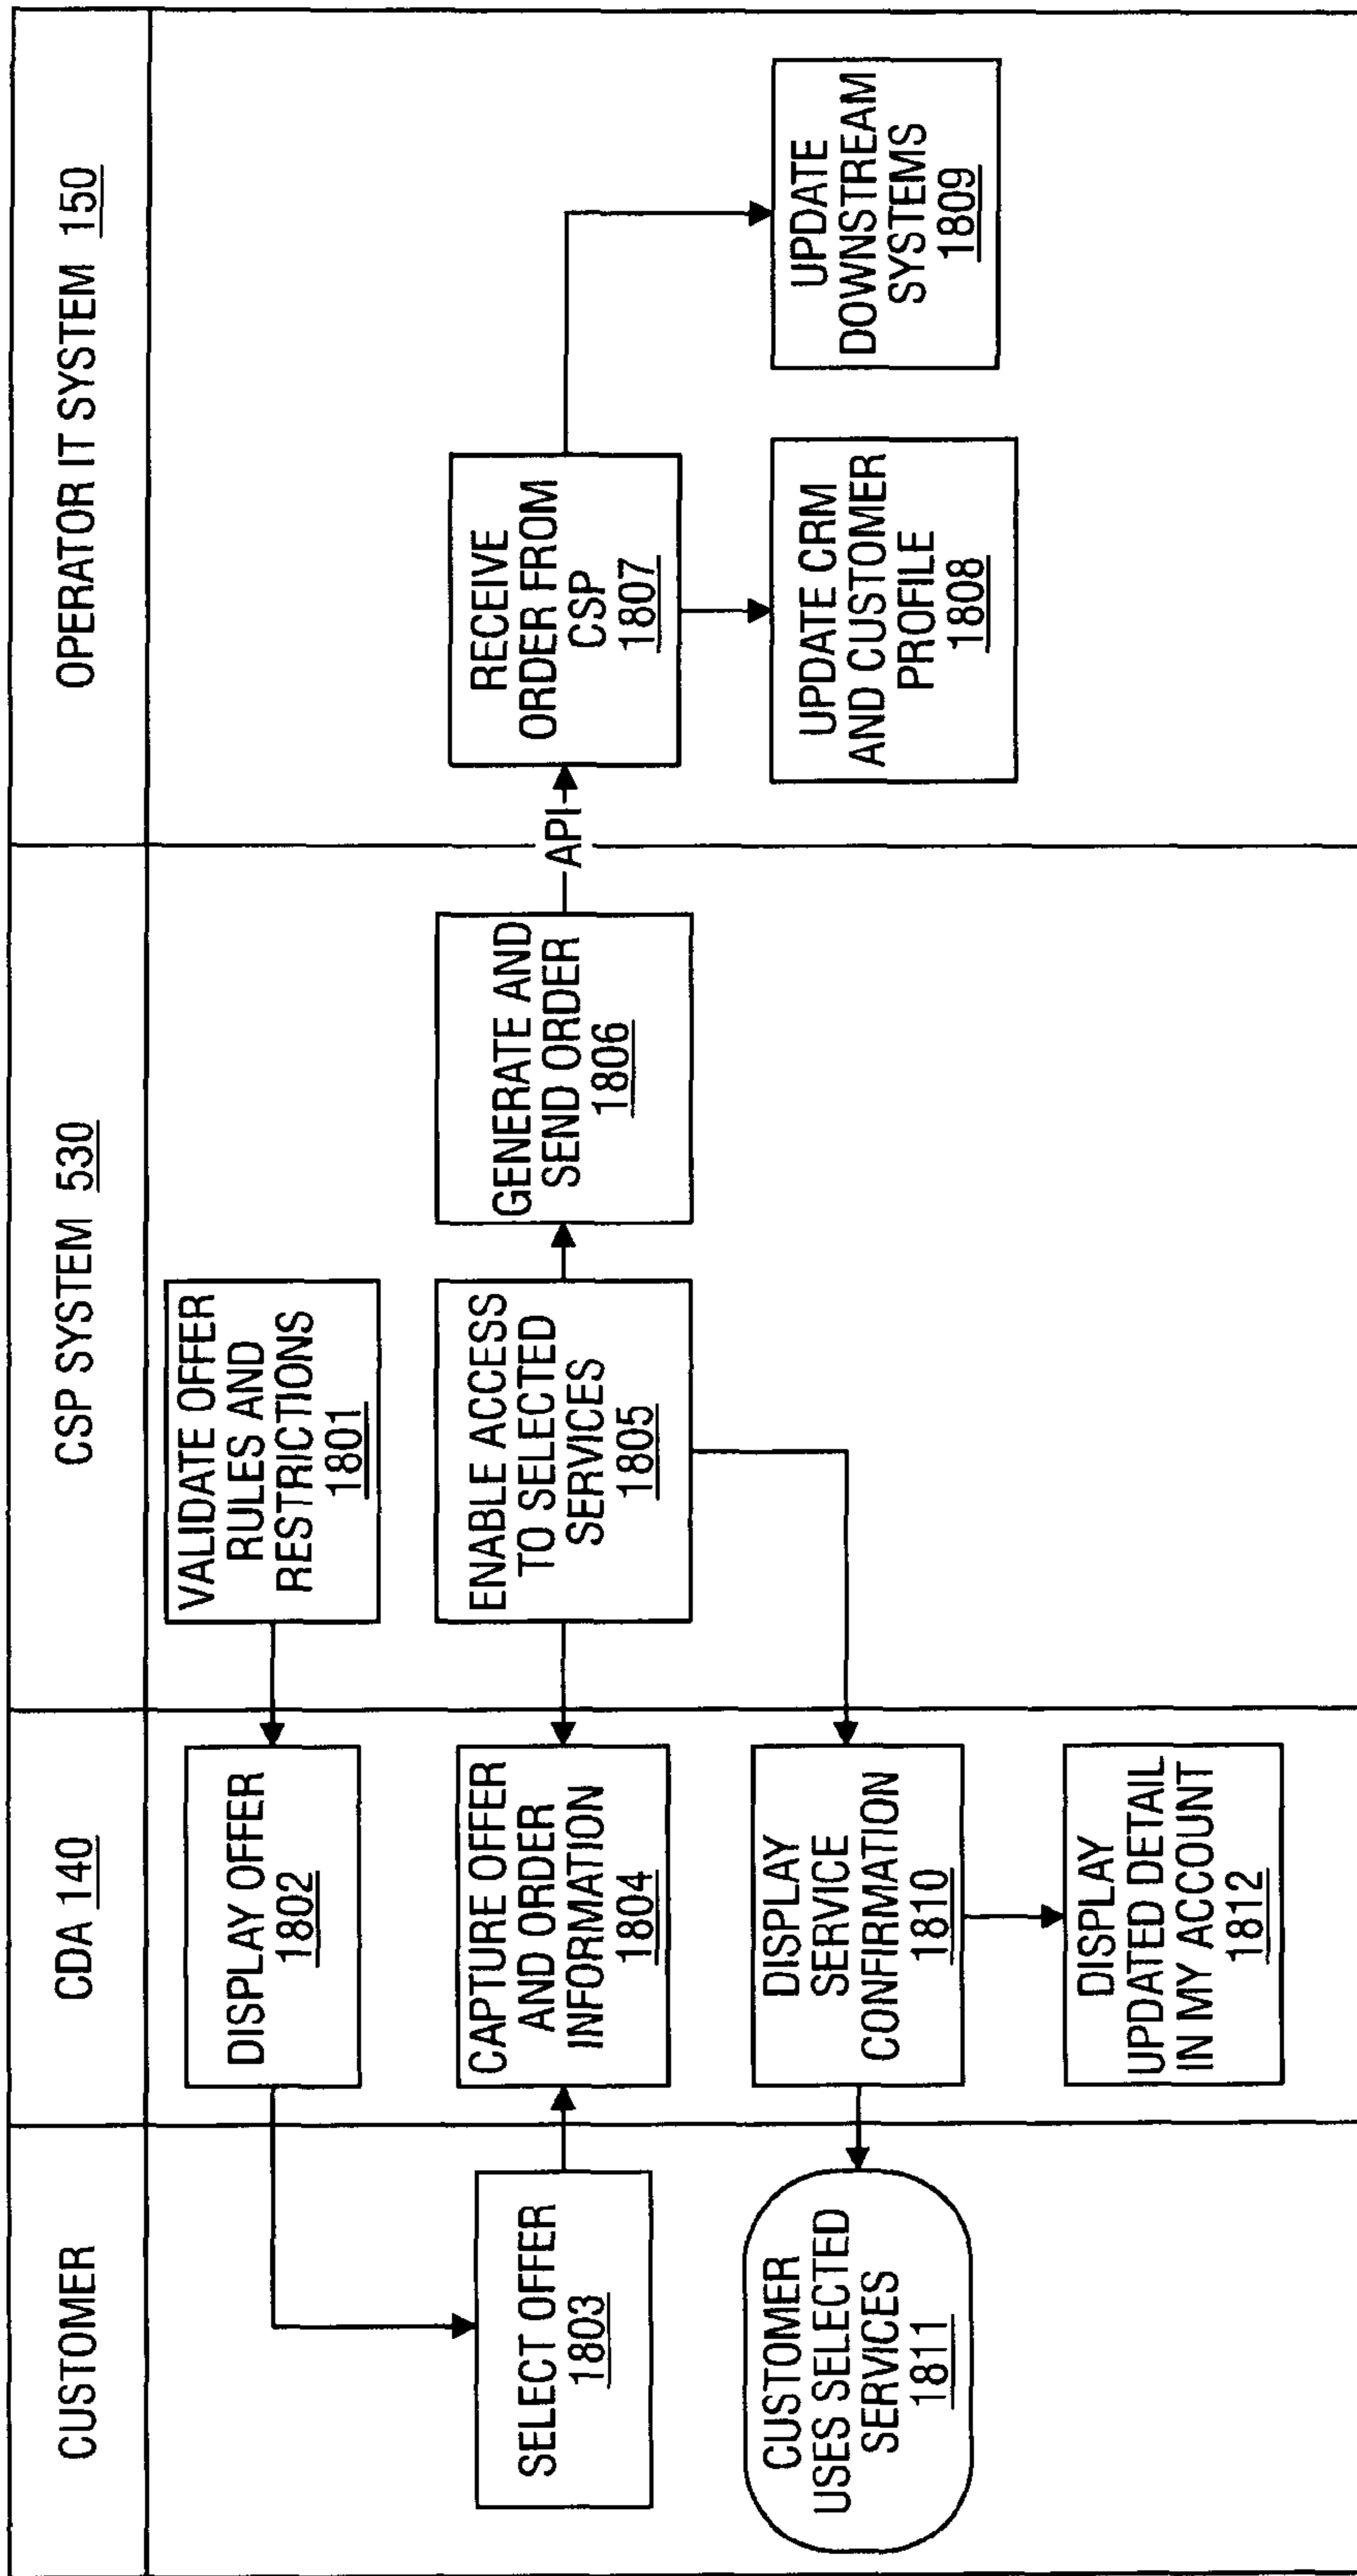 CUSTOMER
CDA 140
CSP SYSTEM 530
OPERATOR IT SYSTEM 150
VALIDATE OFFER
RULES AND
RESTRICTIONS
1801
DISPLAY OFFER
1802
SELECT OFFER
1803
CAPTURE OFFER
AND ORDER
INFORMATION
1804
ENABLE ACCESS
TO SELECTED
SERVICES
1805
GENERATE AND
SEND ORDER
1806
API
RECEIVE
ORDER FROM
CSP
1807
UPDATE CRM
AND CUSTOMER
PROFILE
1808
UPDATE
DOWNSTREAM
SYSTEMS
1809
DISPLAY
SERVICE
CONFIRMATION
1810
CUSTOMER
USES SELECTED
SERVICES
1811
DISPLAY
UPDATED DETAIL
IN MY ACCOUNT
1812